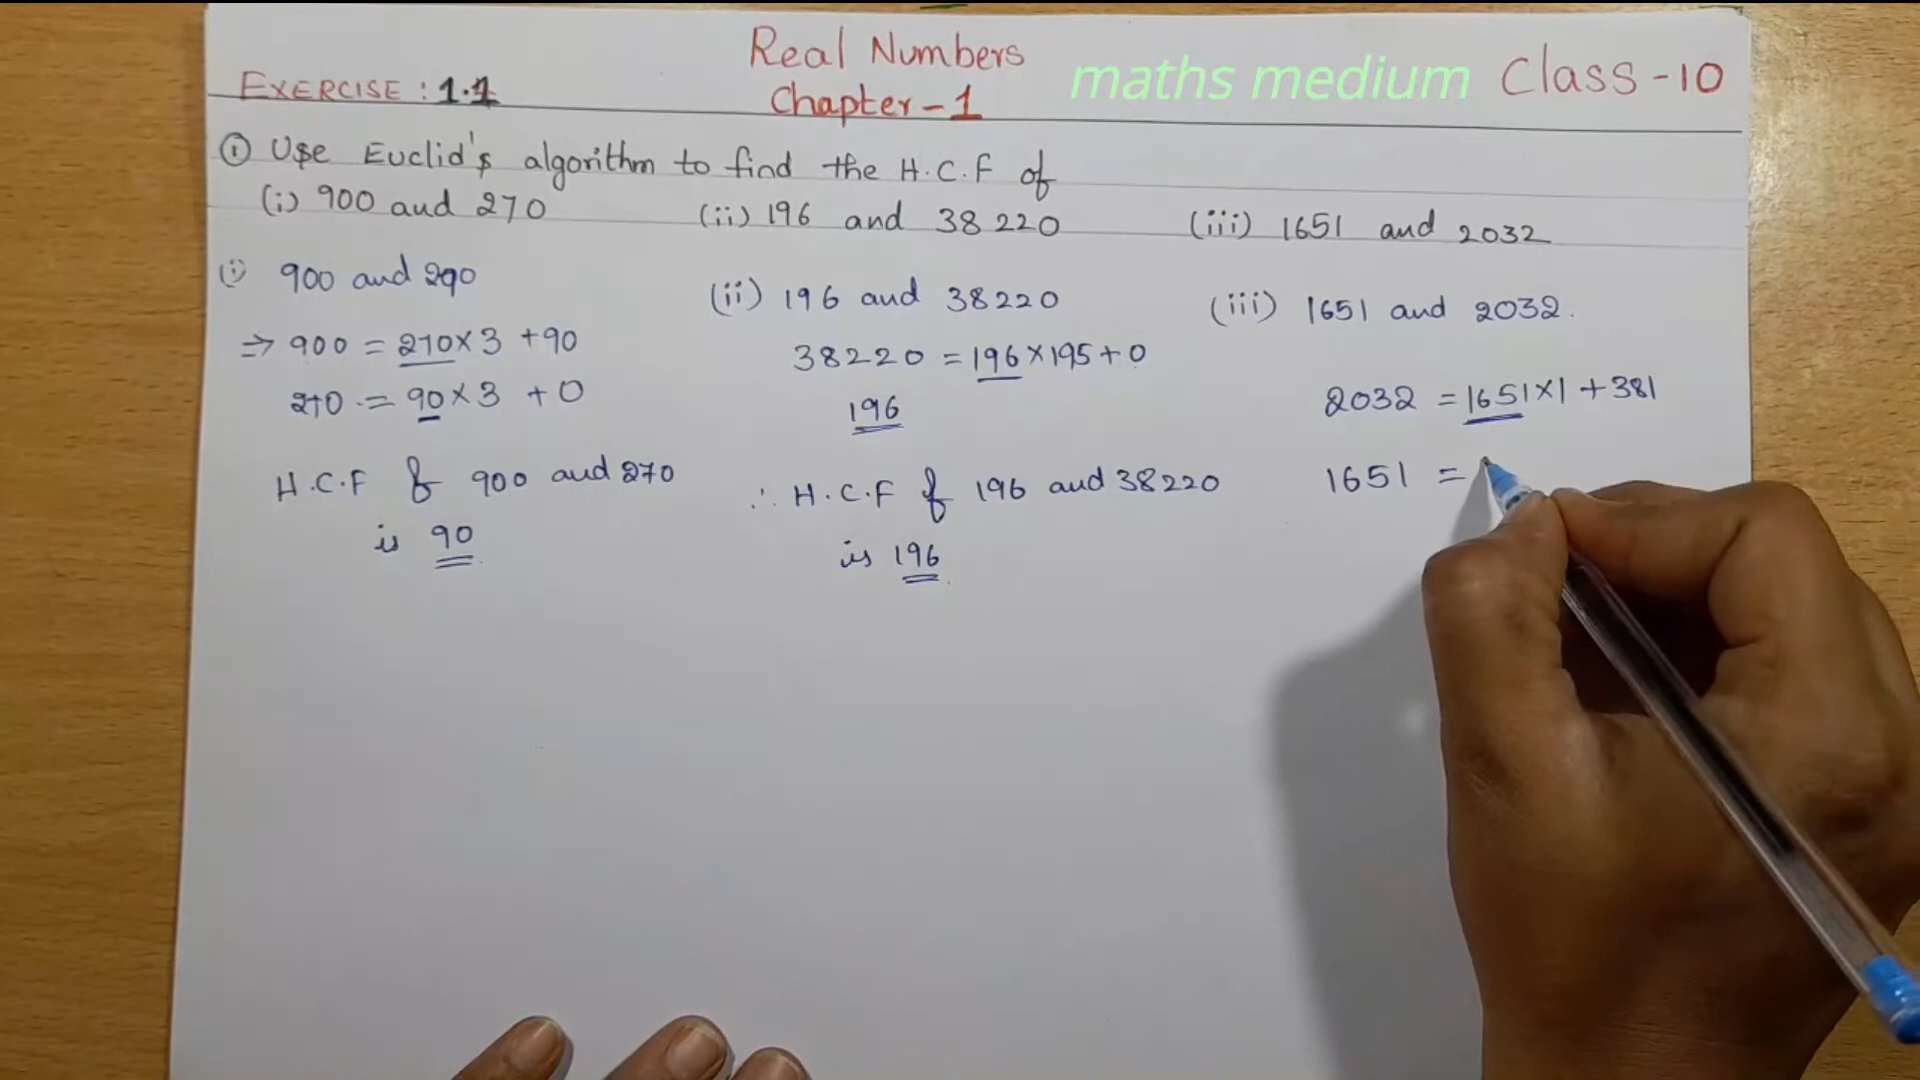 Real Numbers
EXERCISE : 1.1
Chapter - 1
maths medium
Class - 10
① Use Euclid's algorithm to find the H.C.F of
(i) 900 and 270
(ii) 196 and 38220
(iii) 1651 and 2032
(i) 900 and 290
⇒ 900 = 270 × 3 + 90
270 = 90 × 3 + 0
H.C.F of 900 and 270
is 90
(ii) 196 and 38220
38220 = 196 × 195 + 0
196
∴ H.C.F of 196 and 38220
is 196
(iii) 1651 and 2032.
2032 = 1651 × 1 + 381
1651 =